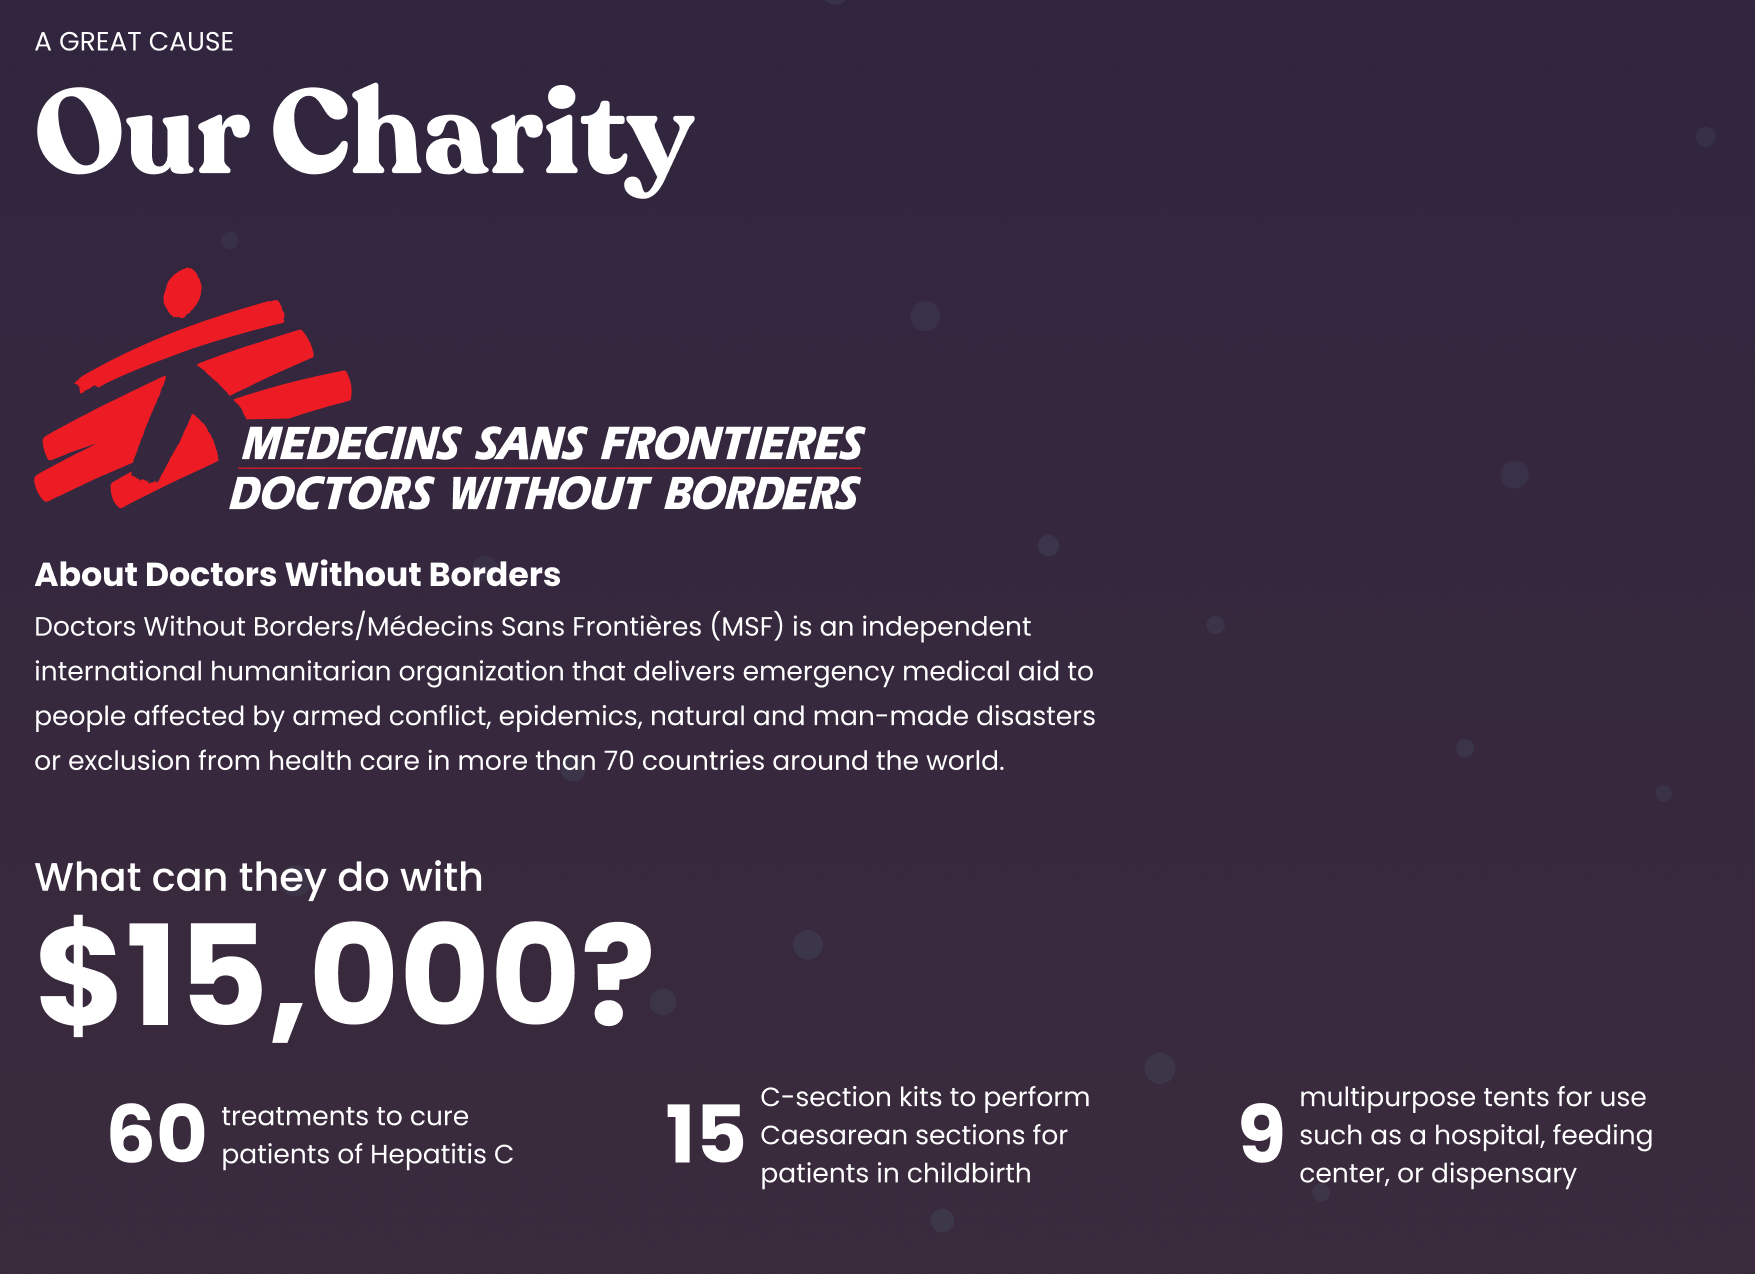 A GREAT CAUSE
Our Charity
MEDECINS SANS FRONTIERES
DOCTORS WITHOUT BORDERS
About Doctors Without Borders
Doctors Without Borders/Médecins Sans Frontières (MSF) is an independent
international humanitarian organization that delivers emergency medical aid to
people affected by armed conflict, epidemics, natural and man-made disasters
or exclusion from health care in more than 70 countries around the world.
What can they do with
$15,000?
60
treatments to cure
patients of Hepatitis C
15
C-section kits to perform
Caesarean sections for
patients in childbirth
9
multipurpose tents for use
such as a hospital, feeding
center, or dispensary